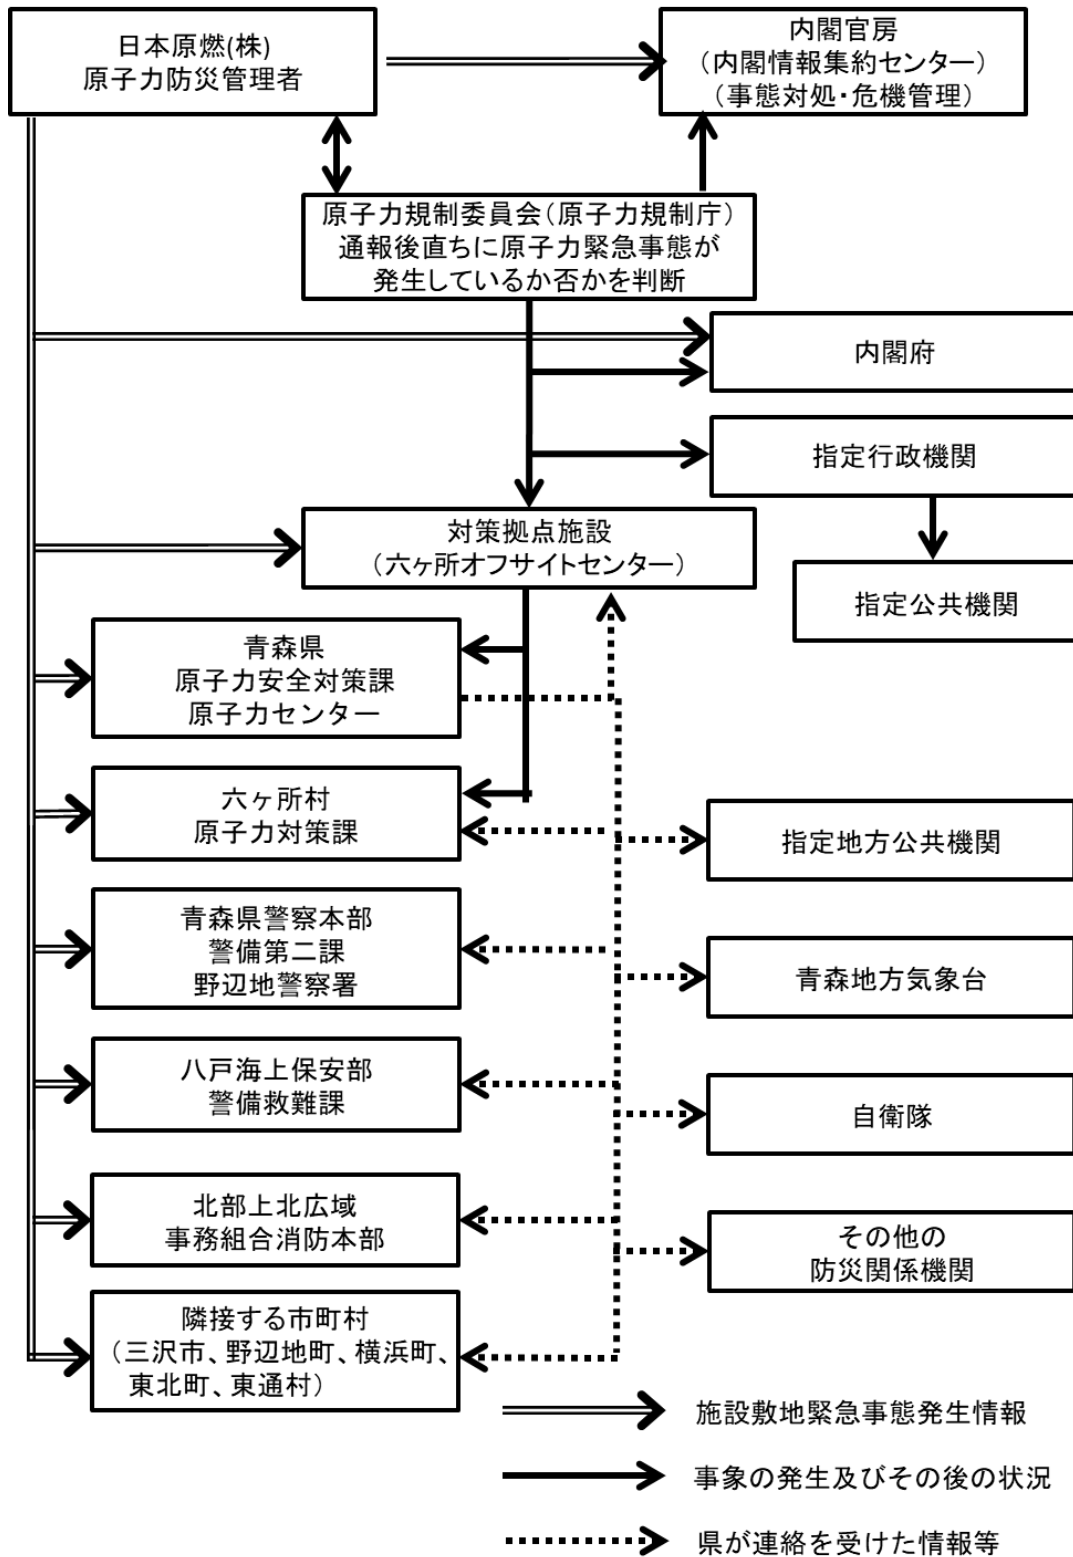 日本原燃(株)
原子力防災管理者
内閣官房
（内閣情報集約センター）
（事態対処・危機管理）
原子力規制委員会（原子力規制庁）
通報後直ちに原子力緊急事態が
発生しているか否かを判断
内閣府
指定行政機関
対策拠点施設
（六ヶ所オフサイトセンター）
指定公共機関
青森県
原子力安全対策課
原子力センター
六ヶ所村
原子力対策課
指定地方公共機関
青森県警察本部
警備第二課
野辺地警察署
青森地方気象台
八戸海上保安部
警備救難課
自衛隊
北部上北広域
事務組合消防本部
その他の
防災関係機関
隣接する市町村
（三沢市、野辺地町、横浜町、
東北町、東通村）
施設敷地緊急事態発生情報
事象の発生及びその後の状況
県が連絡を受けた情報等